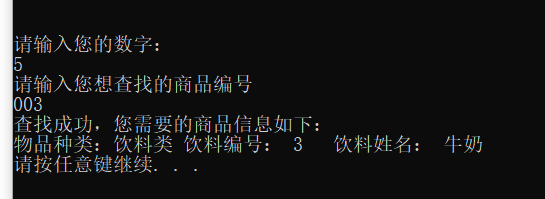 请输入您的数字：
5
请输入您想查找的商品编号
003
查找成功，您需要的商品信息如下：
物品种类：饮料类 饮料编号： 3   饮料姓名： 牛奶
请按任意键继续. . .